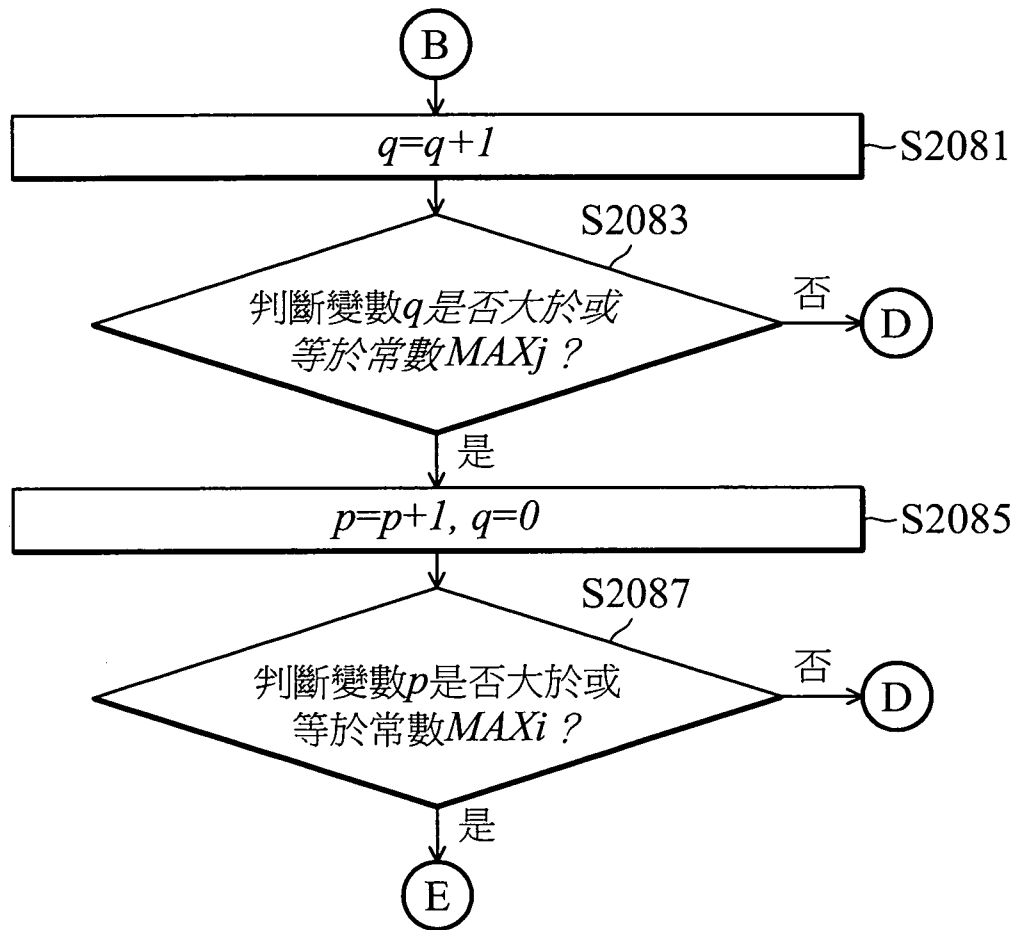 B
q=q+1
S2081
S2083
判斷變數q是否大於或
等於常數MAXj？
否
D
是
p=p+1, q=0
S2085
S2087
判斷變數p是否大於或
等於常數MAXi？
否
D
是
E